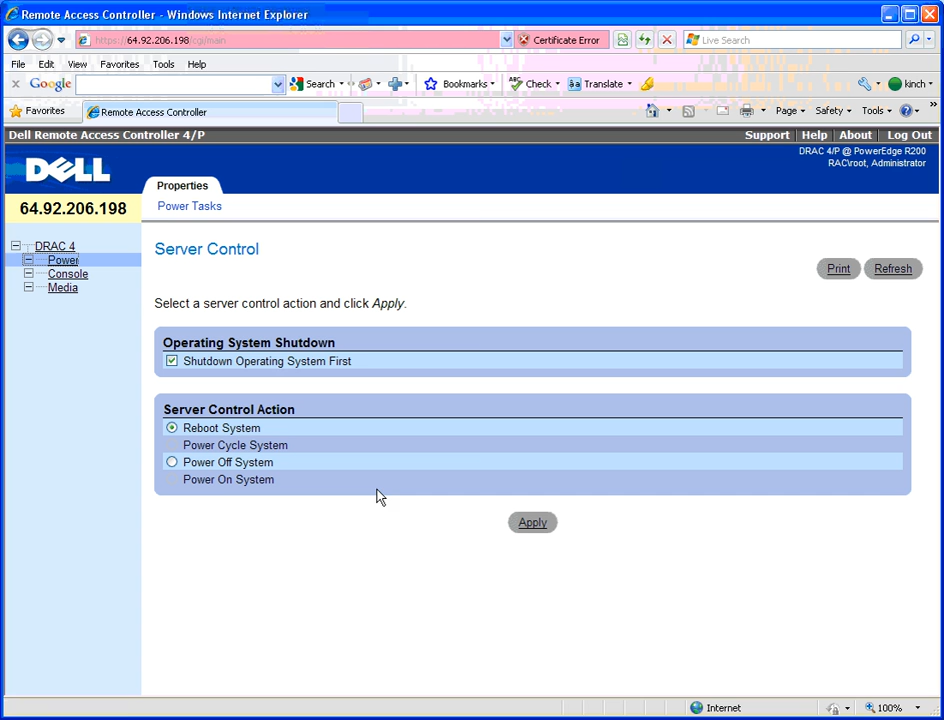 Remote Access Controller - Windows Internet Explorer
https://64.92.206.198/cgi/main
Certificate Error
Live Search
File Edit View Favorites Tools Help
x Google Search Bookmarks Check Translate kinch
Favorites Remote Access Controller Page Safety Tools
Dell Remote Access Controller 4/P Support Help About Log Out
DRAC 4/P @ PowerEdge R200
RAC\root, Administrator
DELL
Properties
64.92.206.198
Power Tasks
DRAC 4
Power
Console
Media
Server Control
Print Refresh
Select a server control action and click Apply.
Operating System Shutdown
Shutdown Operating System First
Server Control Action
Reboot System
Power Cycle System
Power Off System
Power On System
Apply
Internet 100%